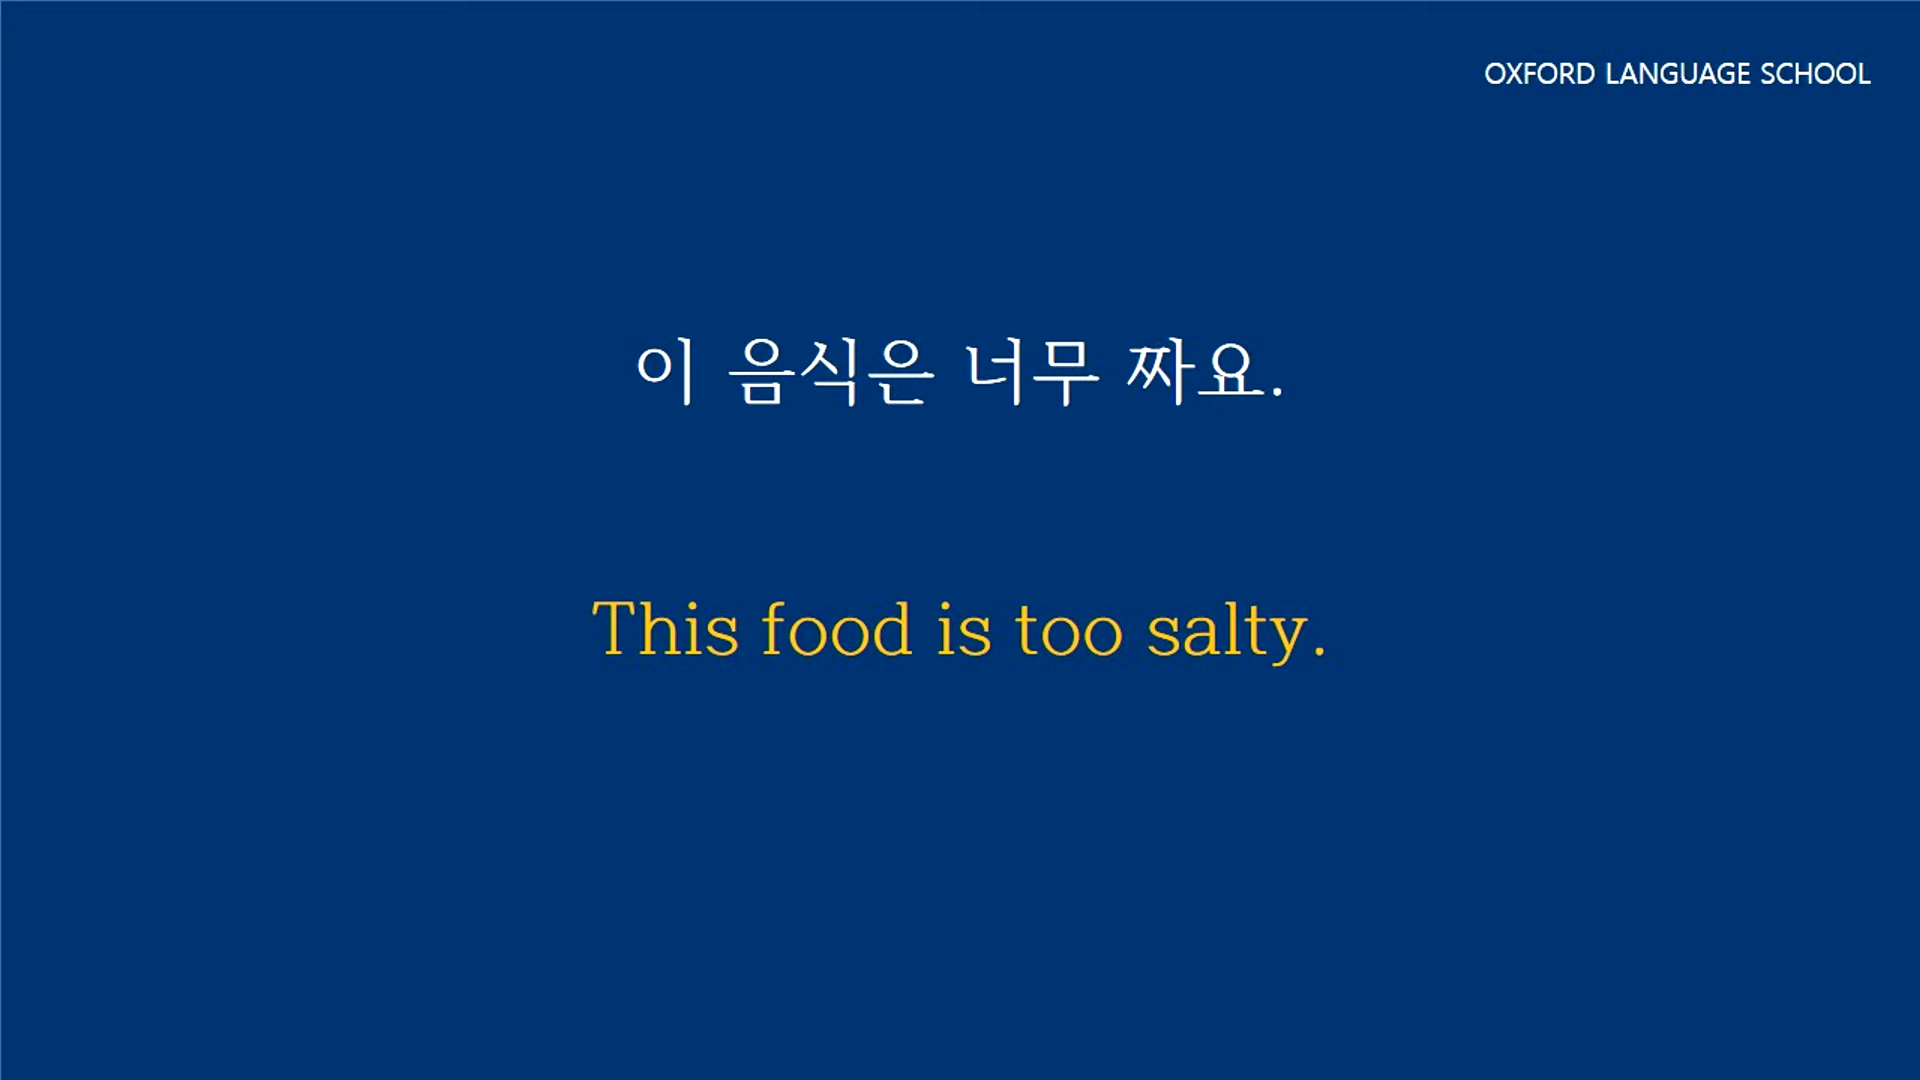 OXFORD LANGUAGE SCHOOL
이 음식은 너무 짜요.
This food is too salty.